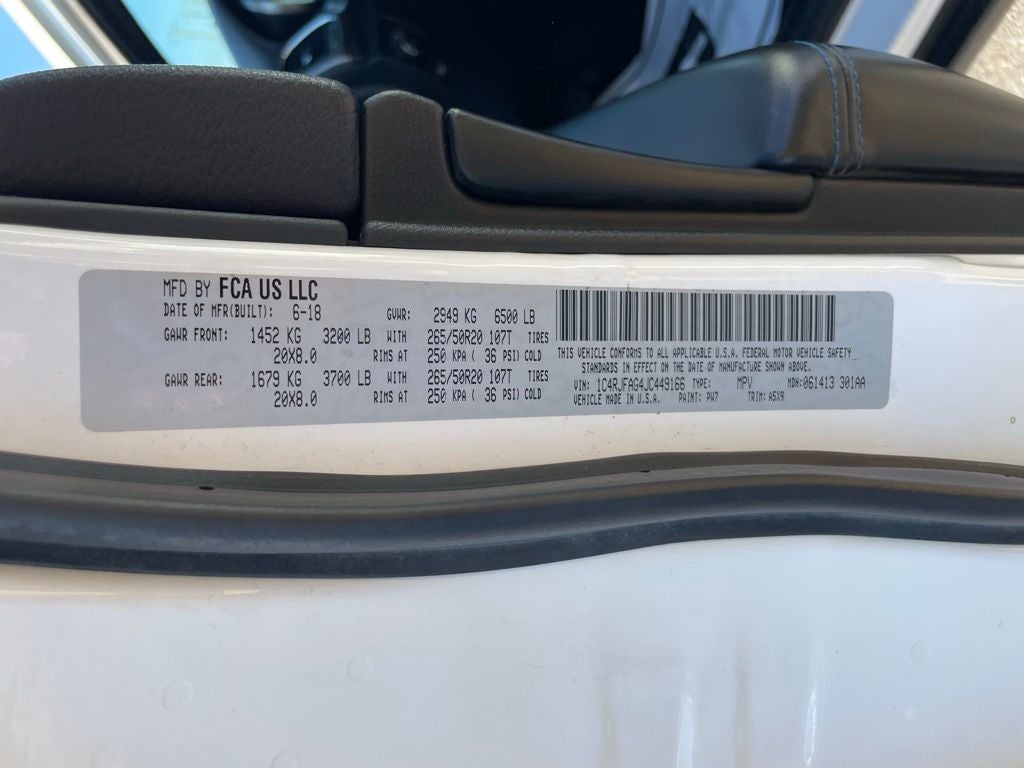 MFD BY FCA US LLC
DATE OF MFR(BUILT): 6-18 GVWR: 2949 KG 6500 LB
GAWR FRONT: 1452 KG 3200 LB WITH 265/50R20 107T TIRES
20X8.0 RIMS AT 250 KPA ( 36 PSI) COLD
GAWR REAR: 1679 KG 3700 LB WITH 265/50R20 107T TIRES
20X8.0 RIMS AT 250 KPA ( 36 PSI) COLD
THIS VEHICLE CONFORMS TO ALL APPLICABLE U.S.A. FEDERAL MOTOR VEHICLE SAFETY
STANDARDS IN EFFECT ON THE DATE OF MANUFACTURE SHOWN ABOVE.
VIN: 1C4RJFAG4JC449166 TYPE: MPV MDH: 061413 301AA
VEHICLE MADE IN U.S.A. PAINT: PW7 TRIM: A5X9